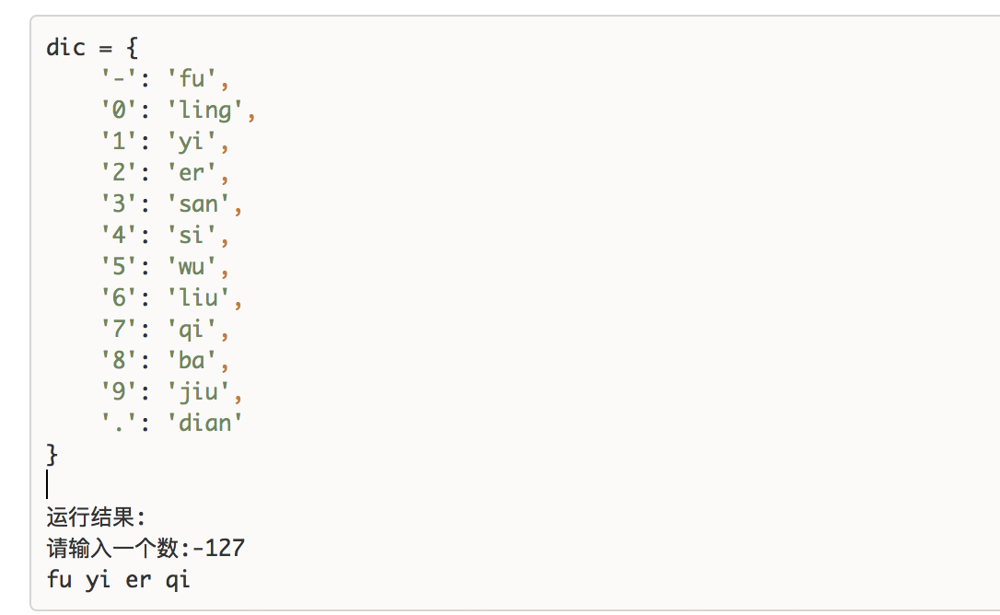 dic = {
    '-': 'fu',
    '0': 'ling',
    '1': 'yi',
    '2': 'er',
    '3': 'san',
    '4': 'si',
    '5': 'wu',
    '6': 'liu',
    '7': 'qi',
    '8': 'ba',
    '9': 'jiu',
    '.': 'dian'
}
运行结果:
请输入一个数:-127
fu yi er qi